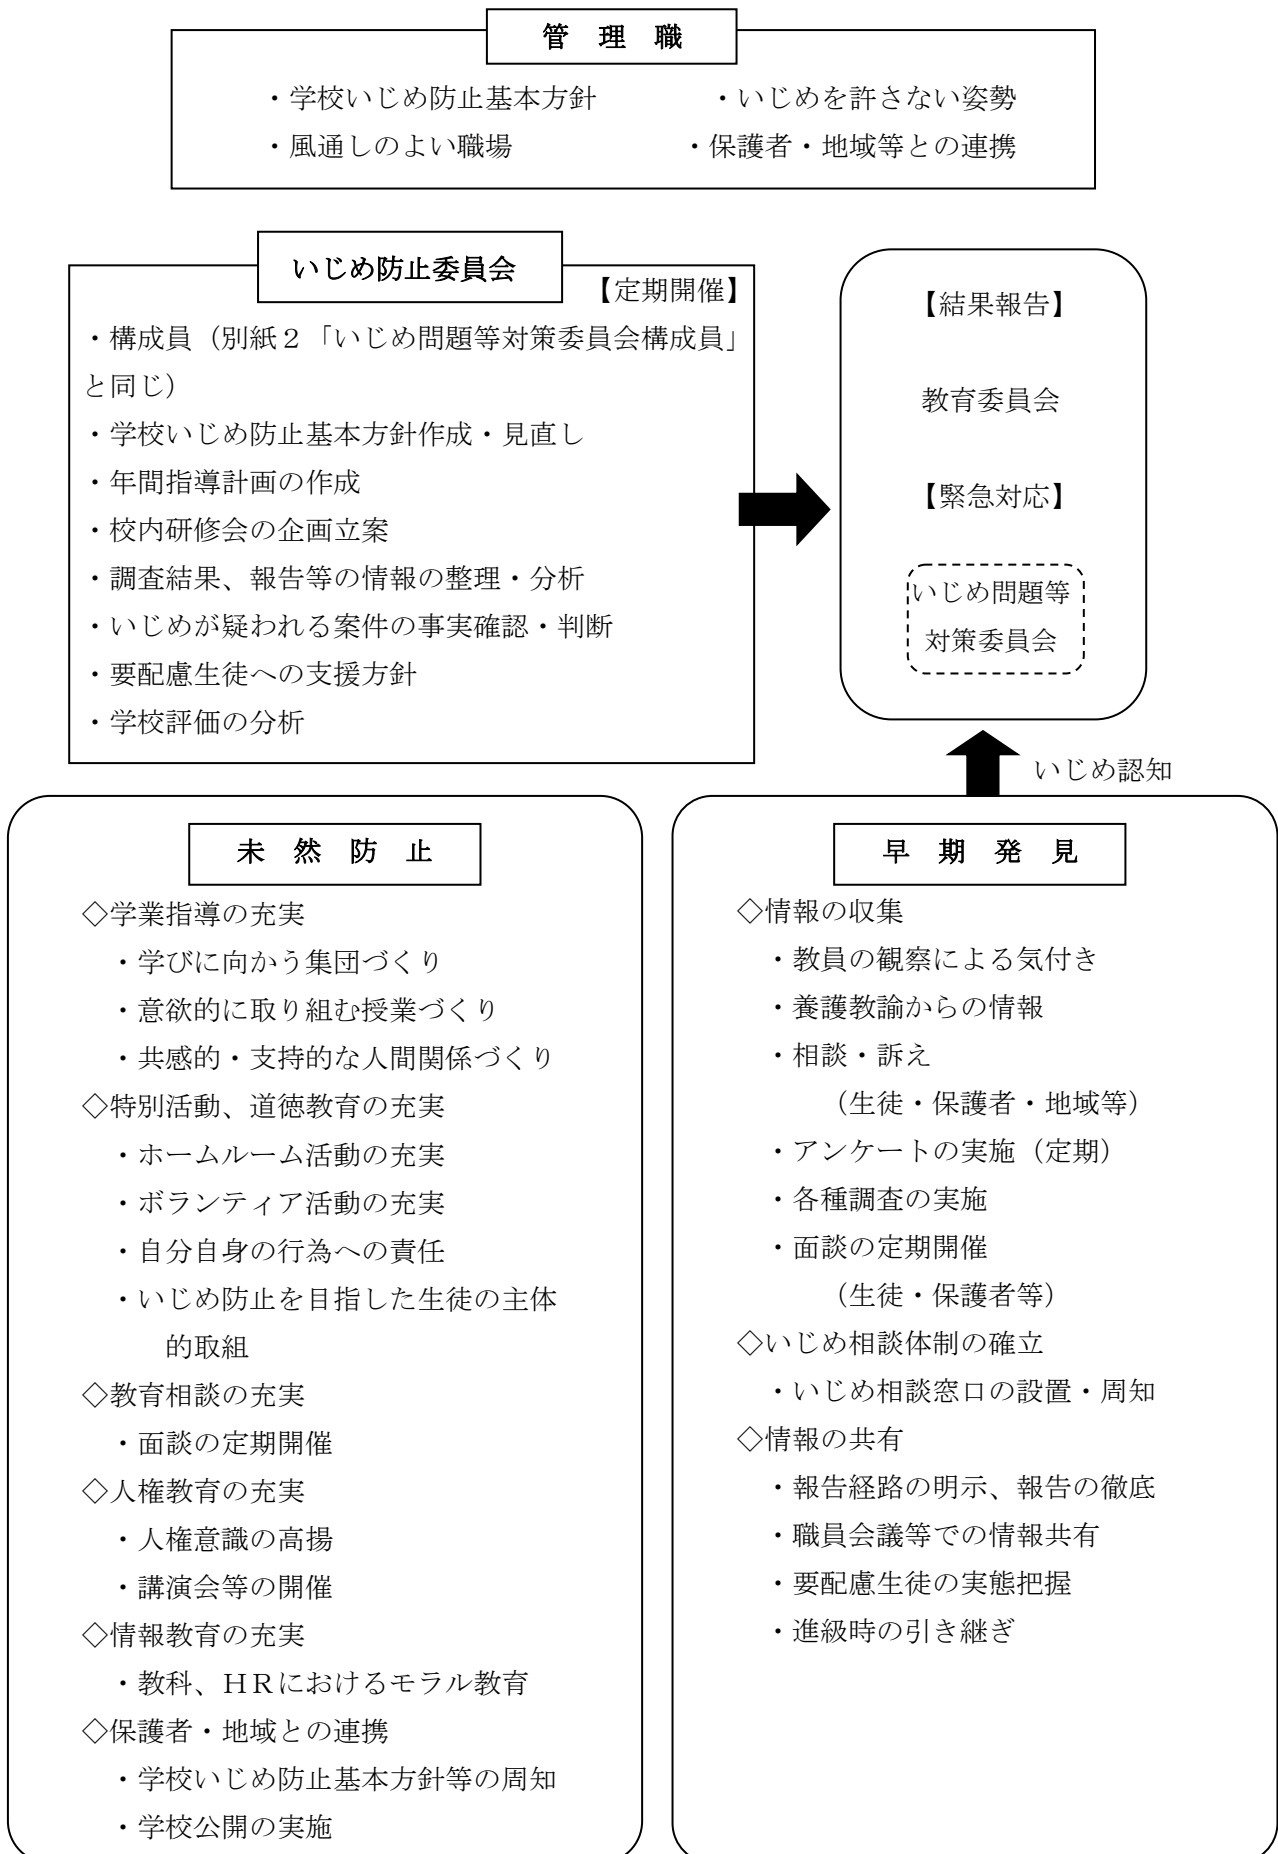 管　理　職
・学校いじめ防止基本方針　　　　・いじめを許さない姿勢
・風通しのよい職場　　　　　　・保護者・地域等との連携
いじめ防止委員会
【定期開催】
・構成員（別紙２「いじめ問題等対策委員会構成員」
と同じ）
・学校いじめ防止基本方針作成・見直し
・年間指導計画の作成
・校内研修会の企画立案
・調査結果、報告等の情報の整理・分析
・いじめが疑われる案件の事実確認・判断
・要配慮生徒への支援方針
・学校評価の分析
【結果報告】
教育委員会
【緊急対応】
いじめ問題等
対策委員会
いじめ認知
未　然　防　止
◇学業指導の充実
・学びに向かう集団づくり
・意欲的に取り組む授業づくり
・共感的・支持的な人間関係づくり
◇特別活動、道徳教育の充実
・ホームルーム活動の充実
・ボランティア活動の充実
・自分自身の行為への責任
・いじめ防止を目指した生徒の主体
的取組
◇教育相談の充実
・面談の定期開催
◇人権教育の充実
・人権意識の高揚
・講演会等の開催
◇情報教育の充実
・教科、ＨＲにおけるモラル教育
◇保護者・地域との連携
・学校いじめ防止基本方針等の周知
・学校公開の実施
早　期　発　見
◇情報の収集
・教員の観察による気付き
・養護教諭からの情報
・相談・訴え
（生徒・保護者・地域等）
・アンケートの実施（定期）
・各種調査の実施
・面談の定期開催
（生徒・保護者等）
◇いじめ相談体制の確立
・いじめ相談窓口の設置・周知
◇情報の共有
・報告経路の明示、報告の徹底
・職員会議等での情報共有
・要配慮生徒の実態把握
・進級時の引き継ぎ